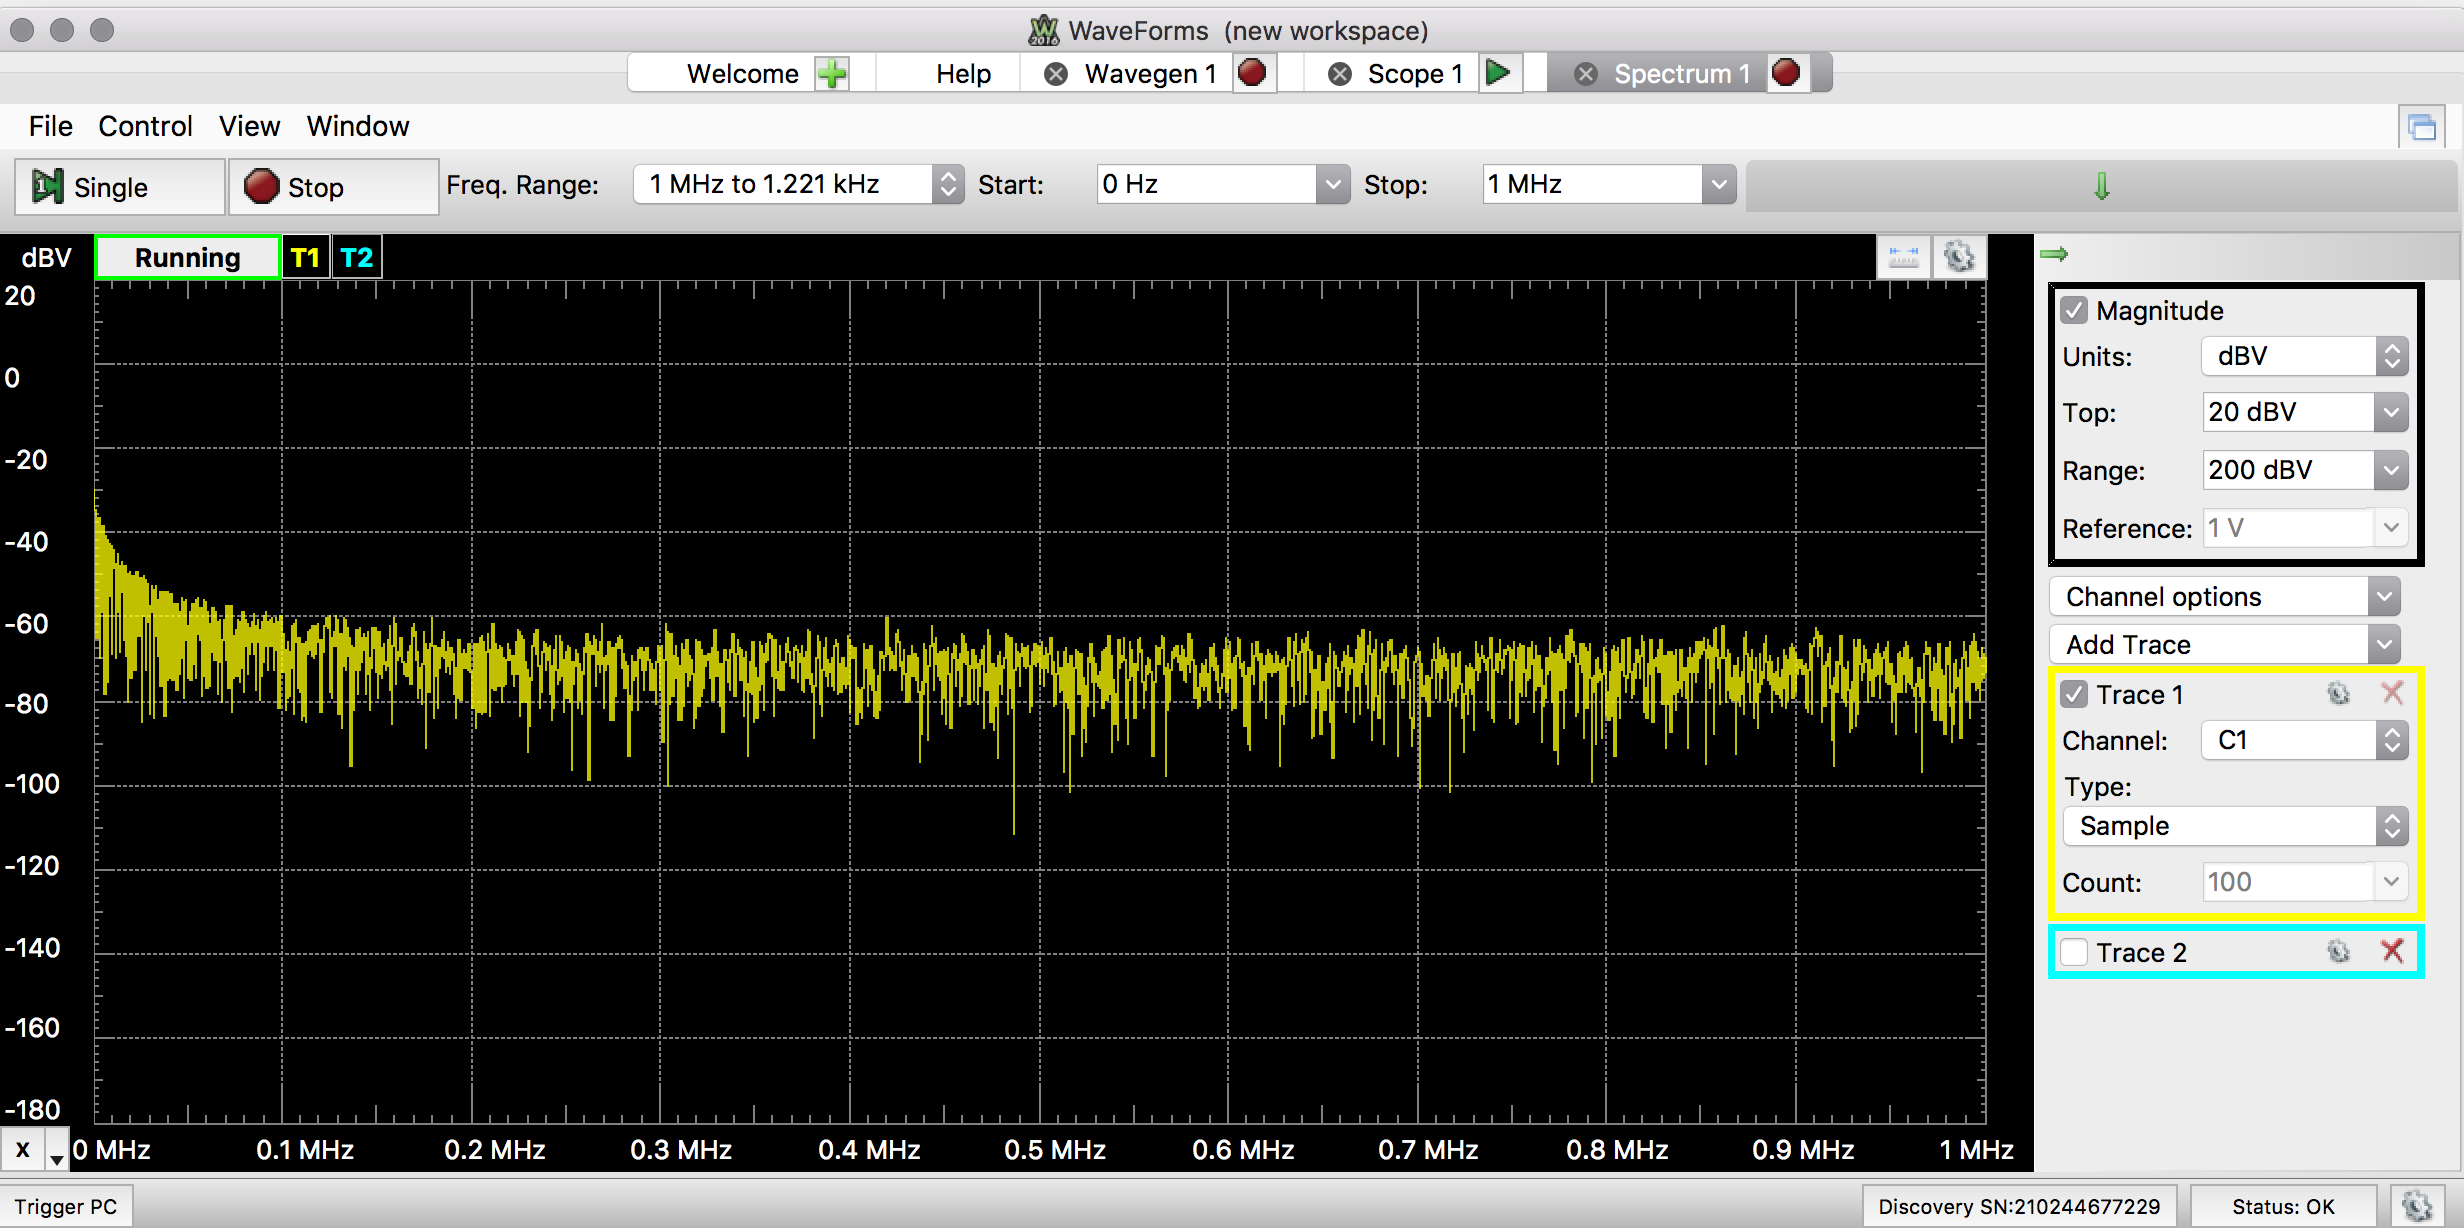 WaveForms (new workspace)
Welcome Help Wavegen 1 Scope 1 Spectrum 1
File Control View Window
Single Stop Freq. Range: 1 MHz to 1.221 kHz Start: 0 Hz Stop: 1 MHz
dBV Running T1 T2
20
0
-20
-40
-60
-80
-100
-120
-140
-160
-180
X 0 MHz 0.1 MHz 0.2 MHz 0.3 MHz 0.4 MHz 0.5 MHz 0.6 MHz 0.7 MHz 0.8 MHz 0.9 MHz 1 MHz
Magnitude
Units: dBV
Top: 20 dBV
Range: 200 dBV
Reference: 1 V
Channel options
Add Trace
Trace 1
Channel: C1
Type:
Sample
Count: 100
Trace 2
Trigger PC Discovery SN:210244677229 Status: OK